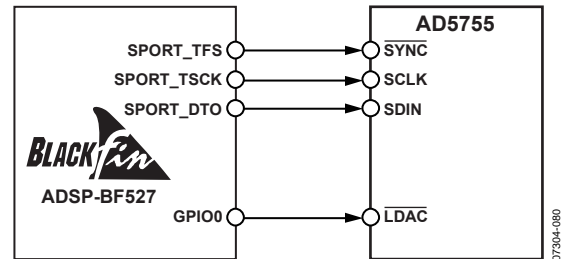 AD5755
SPORT_TFS
SYNC
SPORT_TSCK
SCLK
SPORT_DTO
SDIN
BLACKfin
ADSP-BF527
GPIO0
LDAC
07304-080